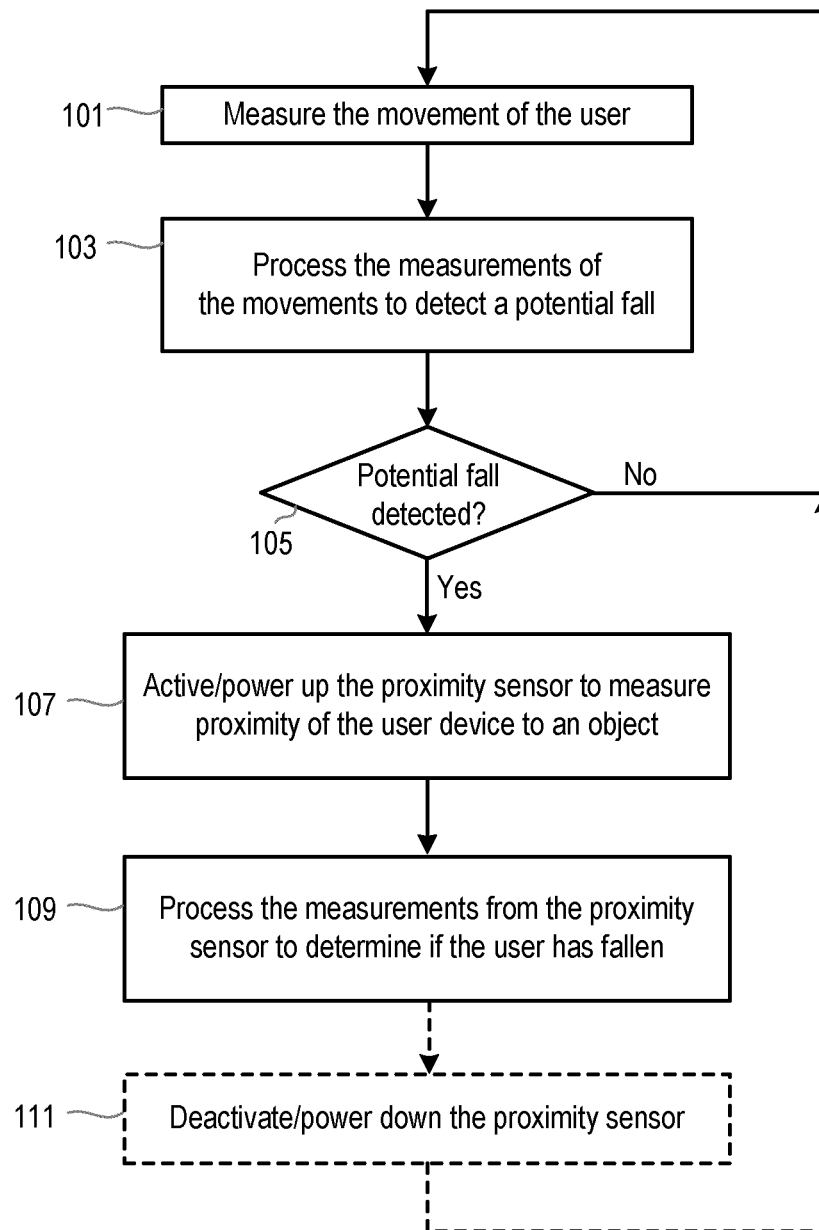 101
Measure the movement of the user
103
Process the measurements of
the movements to detect a potential fall
Potential fall
detected?
105
No
Yes
107
Active/power up the proximity sensor to measure
proximity of the user device to an object
109
Process the measurements from the proximity
sensor to determine if the user has fallen
111
Deactivate/power down the proximity sensor